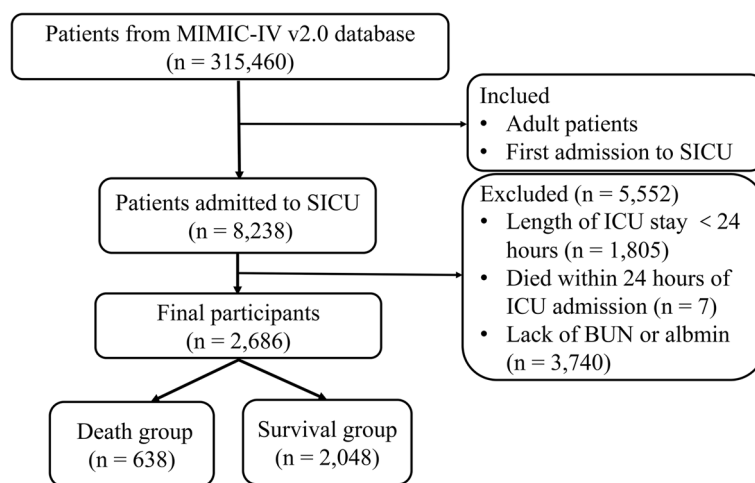 Patients from MIMIC-IV v2.0 database
(n = 315,460)
Inclued
• Adult patients
• First admission to SICU
Patients admitted to SICU
(n = 8,238)
Excluded (n = 5,552)
• Length of ICU stay < 24
hours (n = 1,805)
• Died within 24 hours of
ICU admission (n = 7)
• Lack of BUN or albmin
(n = 3,740)
Final participants
(n = 2,686)
Death group
(n = 638)
Survival group
(n = 2,048)